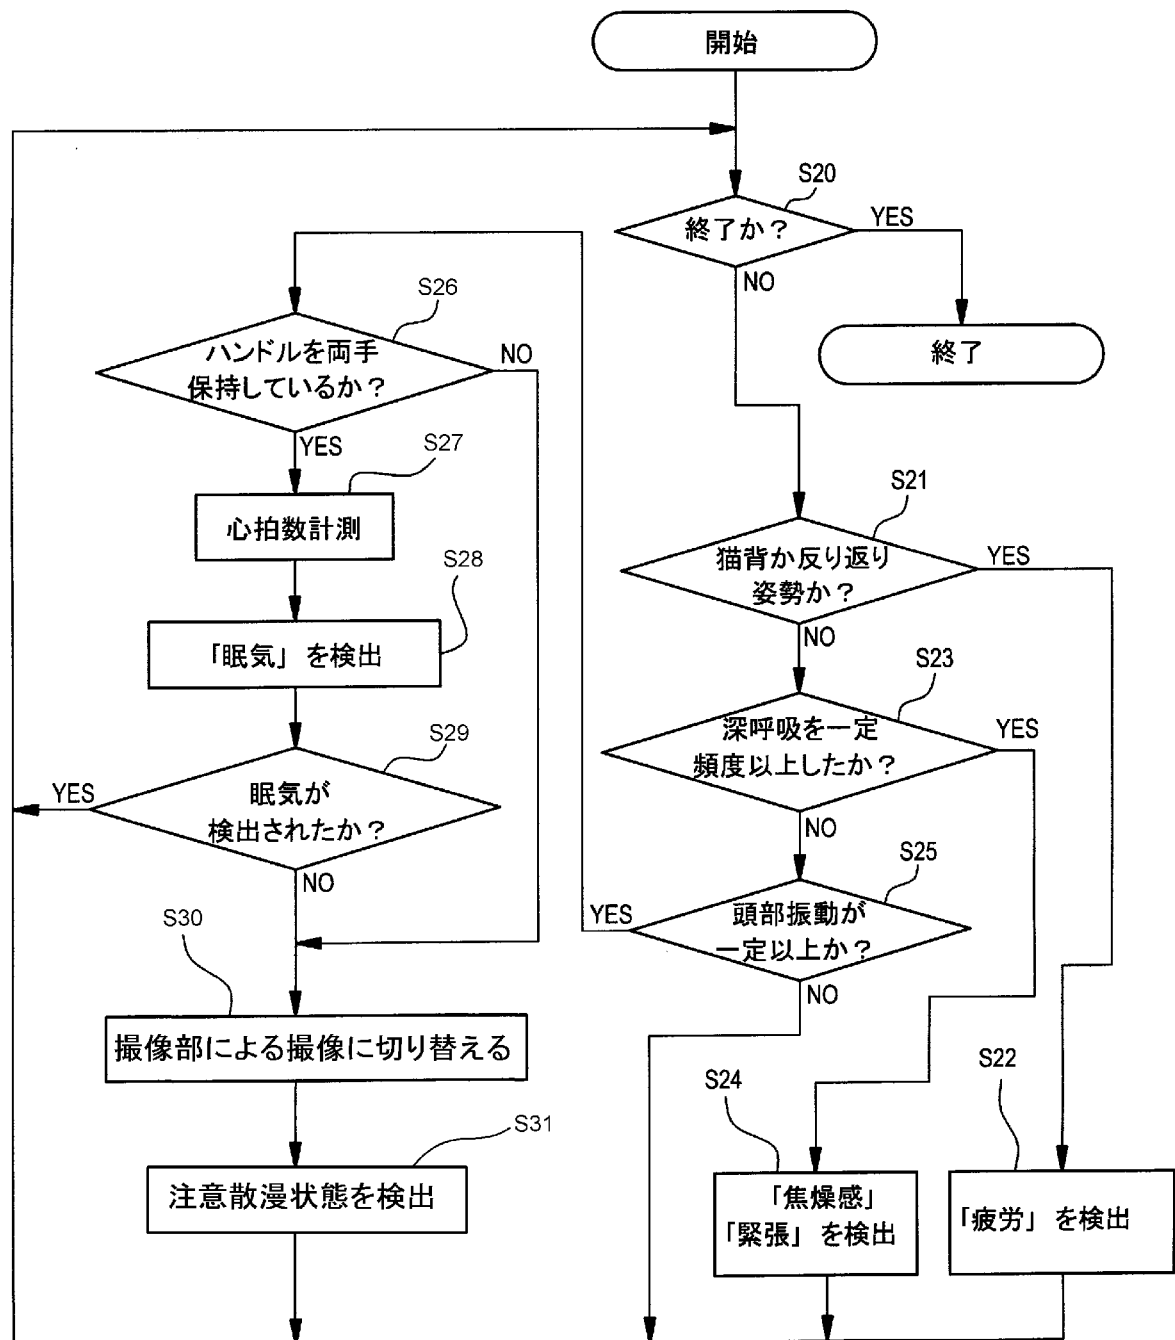 開始
S20
終了か？
YES
NO
終了
S26
ハンドルを両手
保持しているか？
NO
YES
S27
心拍数計測
S28
「眠気」を検出
S29
眠気が
検出されたか？
YES
NO
S30
撮像部による撮像に切り替える
S31
注意散漫状態を検出
S21
猫背か反り返り
姿勢か？
YES
NO
S23
深呼吸を一定
頻度以上したか？
YES
NO
S25
頭部振動が
一定以上か？
YES
NO
S24
「焦燥感」
「緊張」を検出
S22
「疲労」を検出